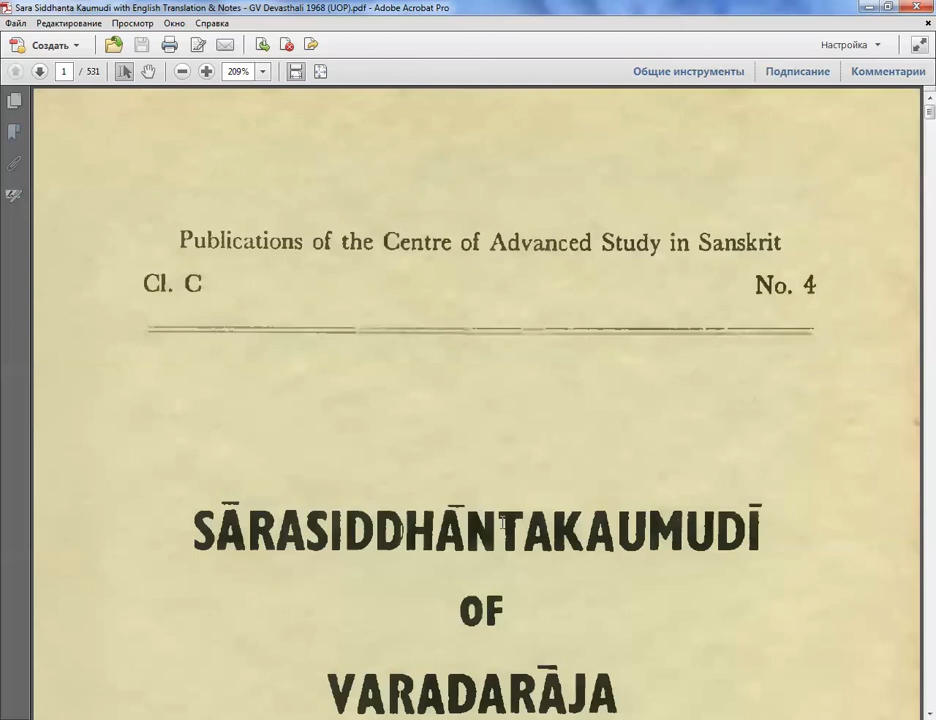 Sara Siddhanta Kaumudi with English Translation & Notes - GV Devasthali 1968 (UOP).pdf - Adobe Acrobat Pro
Файл Редактирование Просмотр Окно Справка
Создать Настройка
1 / 531 209% Общие инструменты Подписание Комментарии
Publications of the Centre of Advanced Study in Sanskrit
Cl. C No. 4
SĀRASIDDHĀNTAKAUMUDĪ
OF
VARADARĀJA